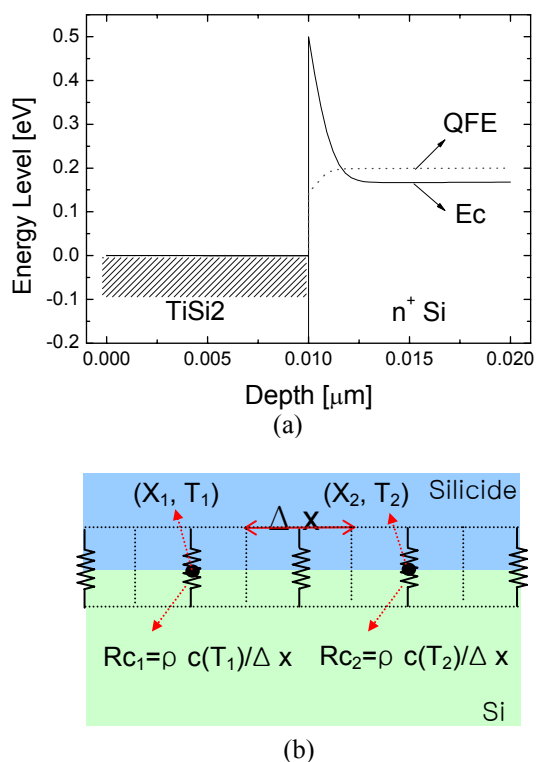 0.5
0.4
0.3
0.2
0.1
0.0
-0.1
-0.2
Energy Level [eV]
QFE
Ec
TiSi2
n⁺ Si
0.000 0.005 0.010 0.015 0.020
Depth [μm]
(a)
(X₁, T₁) (X₂, T₂) Silicide
Δ x
Rc₁=ρ c(T₁)/Δ x Rc₂=ρ c(T₂)/Δ x
Si
(b)